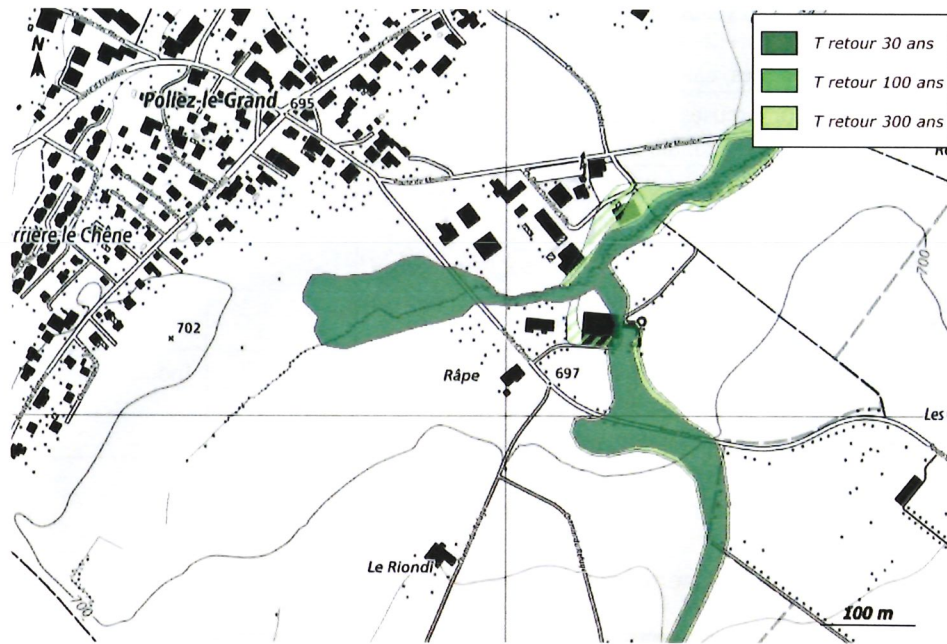 T retour 30 ans
T retour 100 ans
T retour 300 ans
N
Poliez-le-Grand 695
rrière-le Chêne
702
Râpe
697
700
Les
Le Riondi
700
100 m